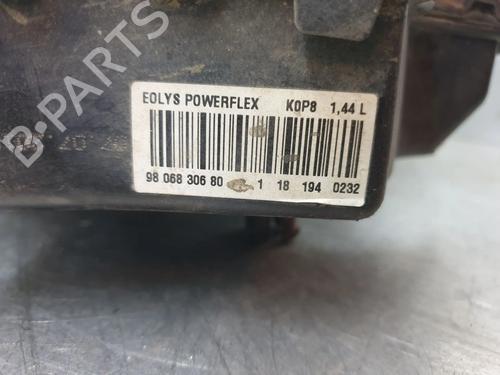 EOLYS POWERFLEX K0P8 1,44 L
98 068 306 80 1 18 194 0232
B-PARTS